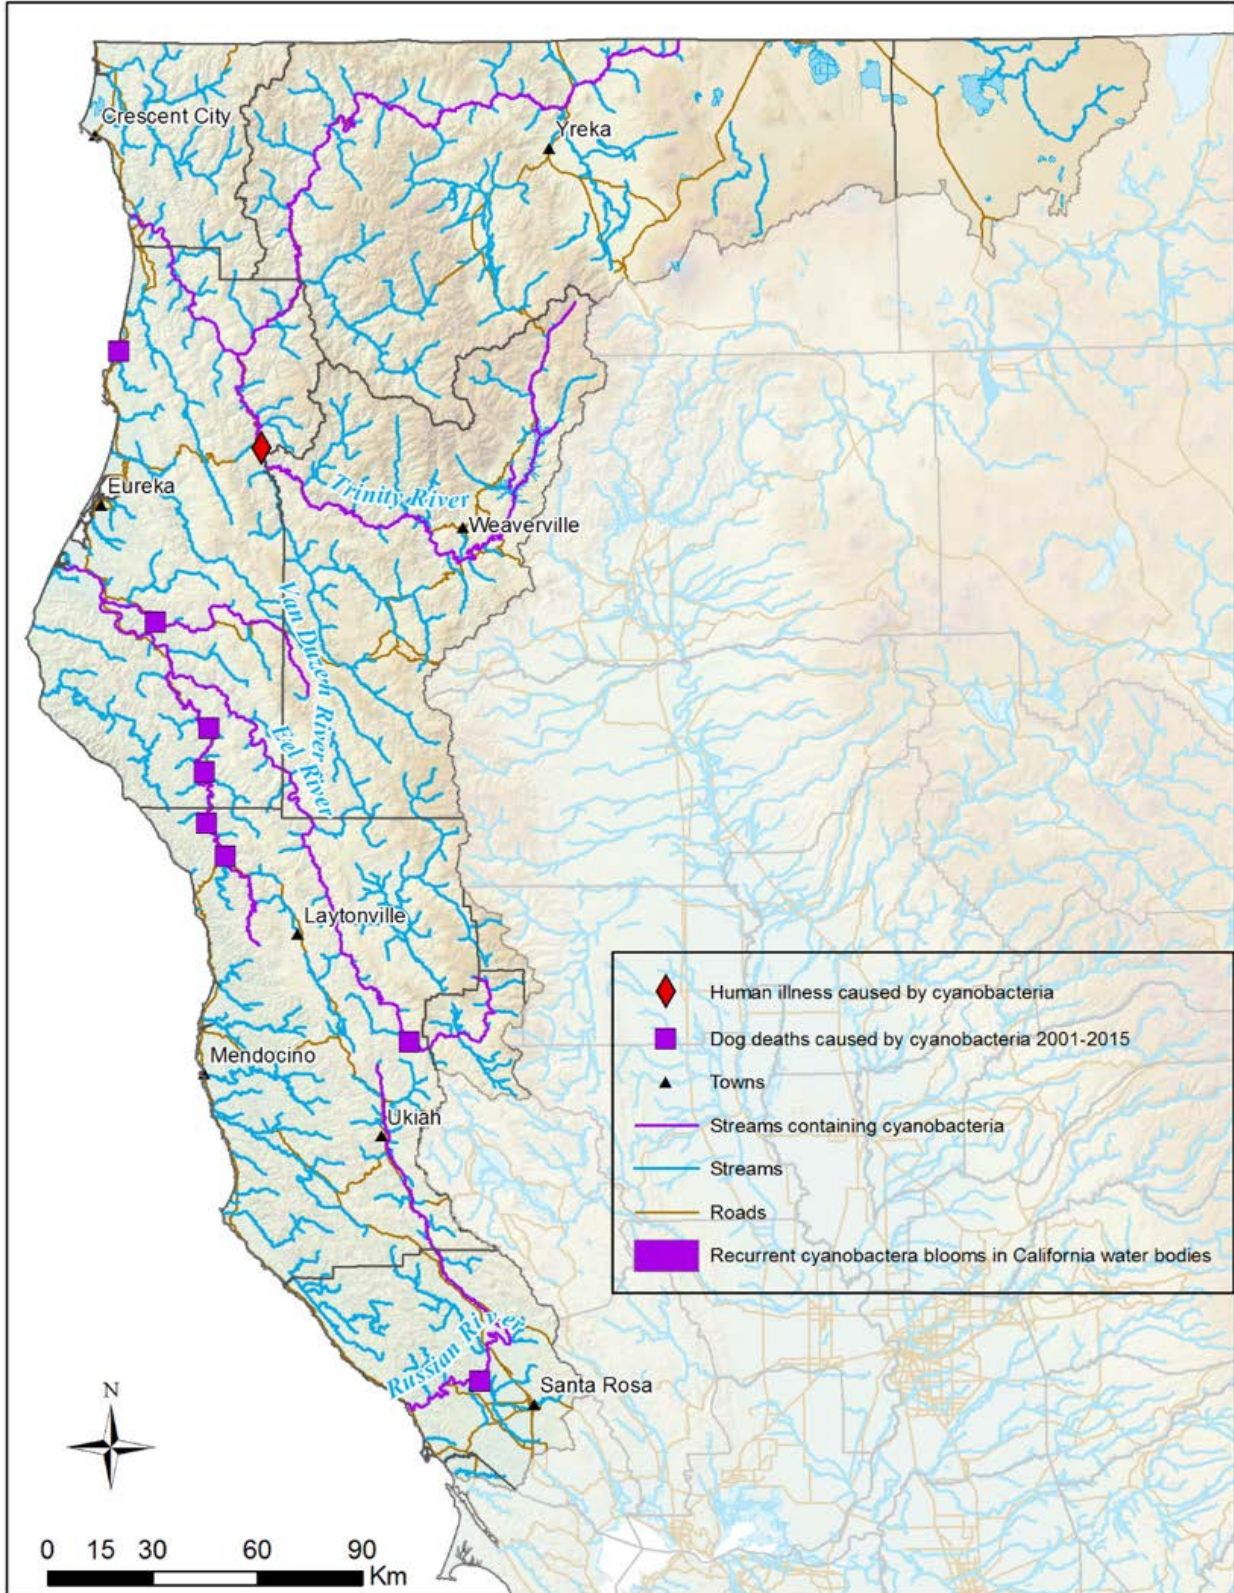 Crescent City
Yreka
Eureka
Trinity River
Weaverville
Van Duzen River
Eel River
Laytonville
Human illness caused by cyanobacteria
Dog deaths caused by cyanobacteria 2001-2015
Mendocino
Towns
Ukiah
Streams containing cyanobacteria
Streams
Roads
Recurrent cyanobactera blooms in California water bodies
Russian River
Santa Rosa
N
0 15 30 60 90
Km